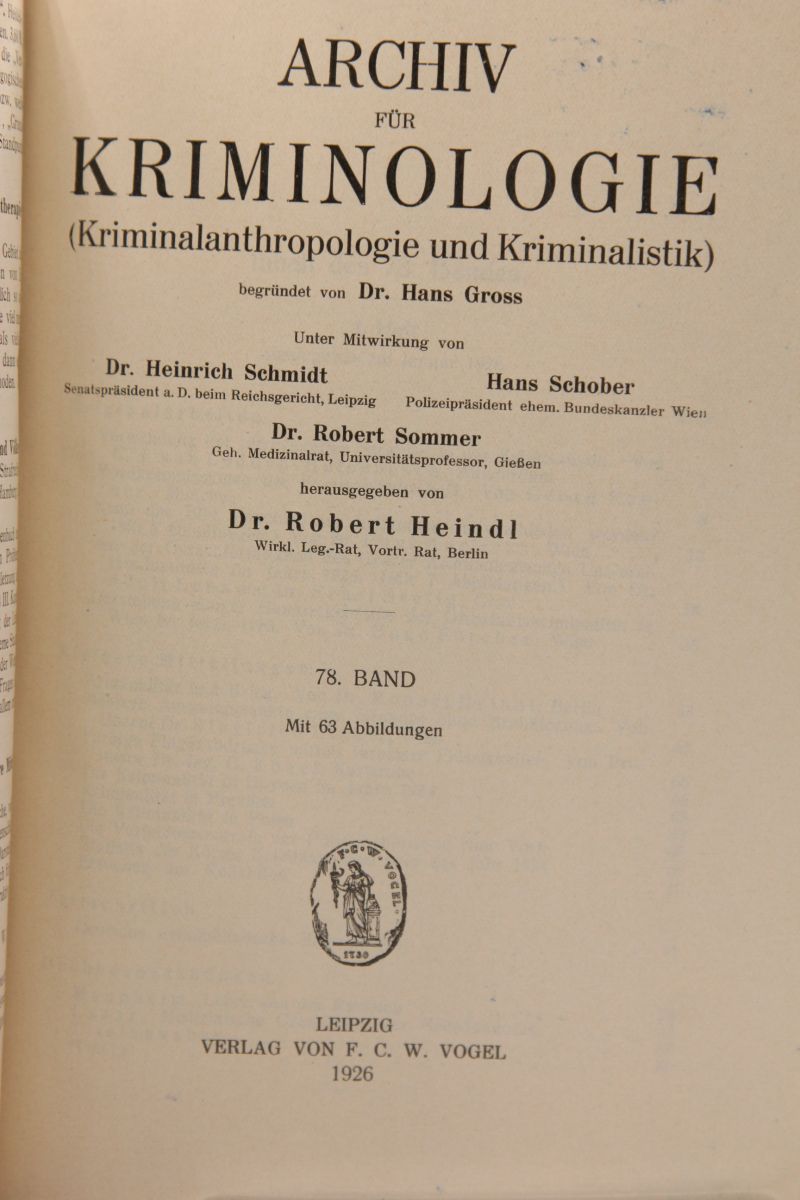 ARCHIV
FÜR
KRIMINOLOGIE
(Kriminalanthropologie und Kriminalistik)
begründet von Dr. Hans Gross
Unter Mitwirkung von
Dr. Heinrich Schmidt
Senatspräsident a. D. beim Reichsgericht, Leipzig
Hans Schober
Polizeipräsident ehem. Bundeskanzler Wien
Dr. Robert Sommer
Geh. Medizinalrat, Universitätsprofessor, Gießen
herausgegeben von
Dr. Robert Heindl
Wirkl. Leg.-Rat, Vortr. Rat, Berlin
78. BAND
Mit 63 Abbildungen
F. C. W. VOGEL.
1730
LEIPZIG
VERLAG VON F. C. W. VOGEL
1926